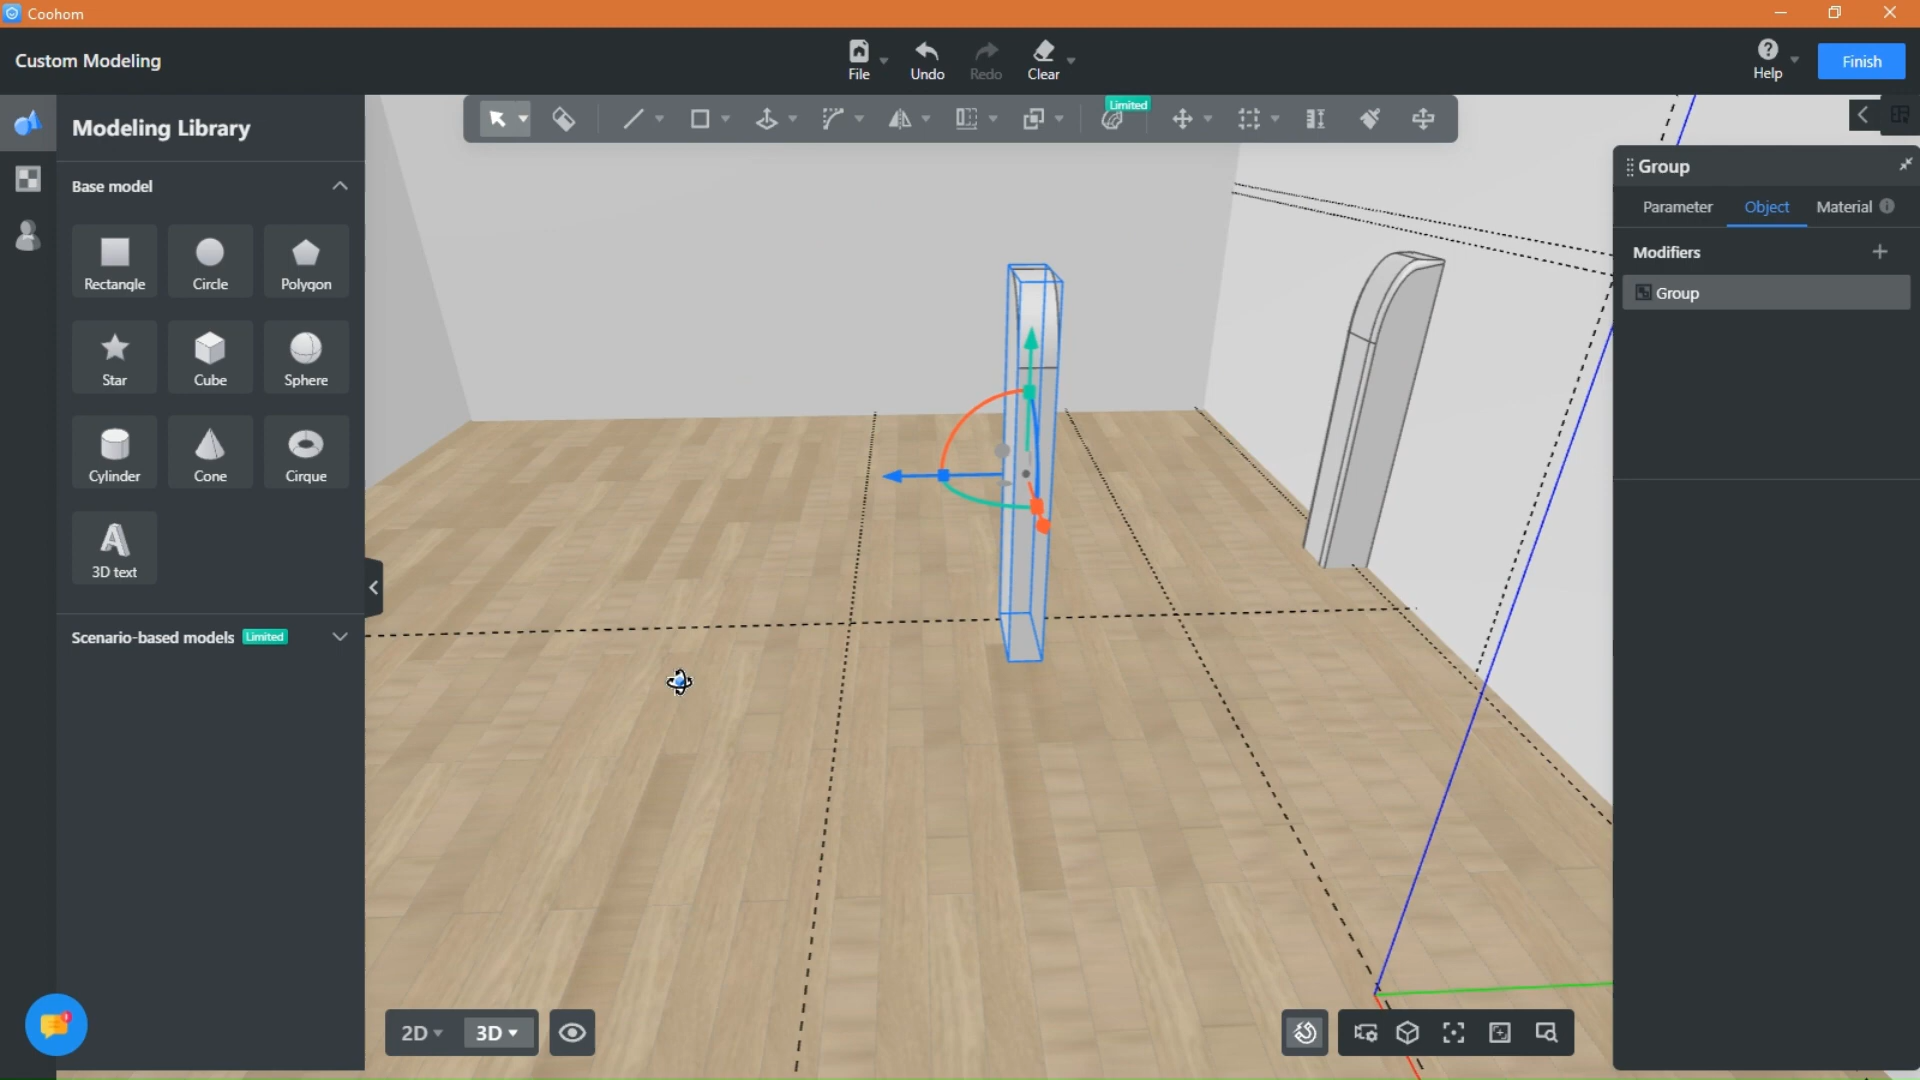 Coohom
Custom Modeling
File
Undo
Redo
Clear
Help
Finish
Modeling Library
Limited
Group
Base model
Parameter
Object
Material
Modifiers
Rectangle
Circle
Polygon
Group
Star
Cube
Sphere
Cylinder
Cone
Cirque
3D text
Scenario-based models
Limited
2D
3D